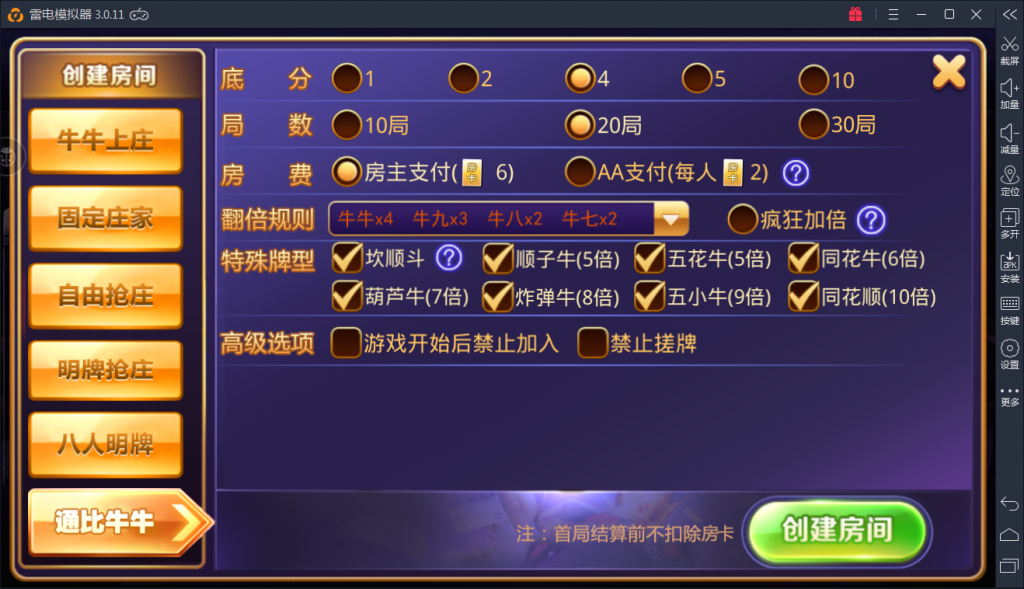 雷电模拟器 3.0.11
创建房间
牛牛上庄
固定庄家
自由抢庄
明牌抢庄
八人明牌
通比牛牛
底 分 1 2 4 5 10
局 数 10局 20局 30局
房 费 房主支付(房卡 6) AA支付(每人房卡 2) ?
翻倍规则 牛牛x4 牛九x3 牛八x2 牛七x2 疯狂加倍 ?
特殊牌型 坎顺斗 ? 顺子牛(5倍) 五花牛(5倍) 同花牛(6倍)
葫芦牛(7倍) 炸弹牛(8倍) 五小牛(9倍) 同花顺(10倍)
高级选项 游戏开始后禁止加入 禁止搓牌
注：首局结算前不扣除房卡
创建房间
截屏
加量
减量
定位
多开
APK
安装
按键
设置
更多